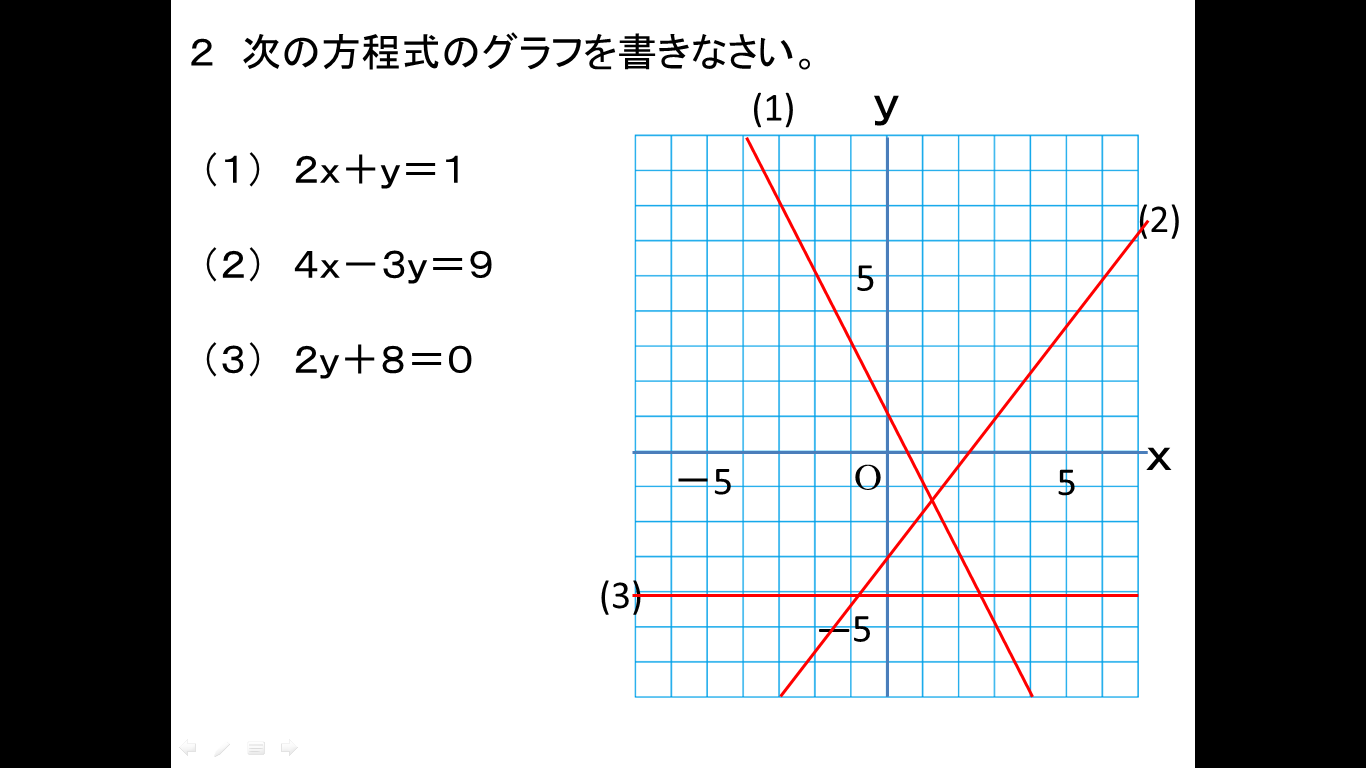 ２　次の方程式のグラフを書きなさい。
（１）　２x＋y＝１
（２）　４x－３y＝９
（３）　２y＋８＝０
(1)
y
(2)
5
x
－5
O
5
(3)
－5